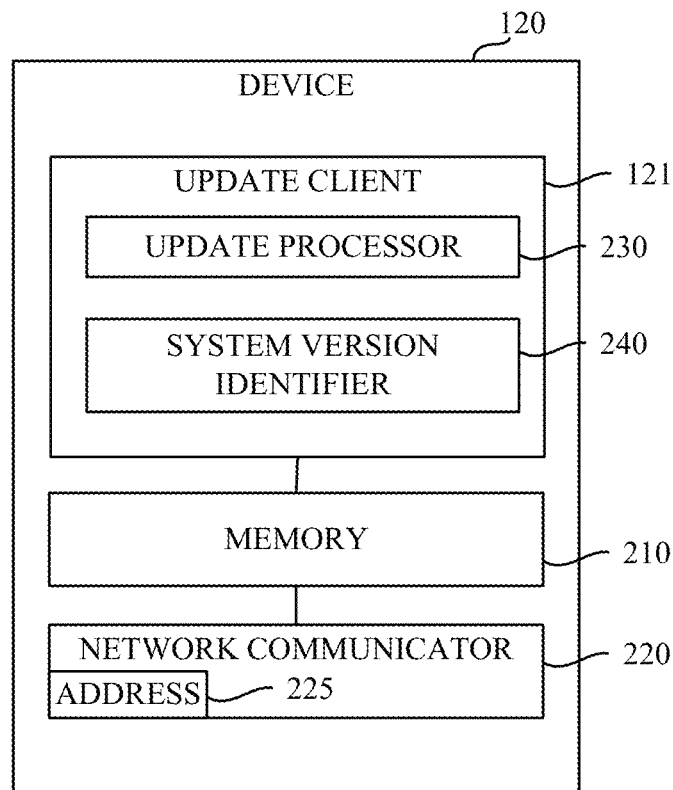 120
DEVICE
UPDATE CLIENT
121
UPDATE PROCESSOR
230
SYSTEM VERSION
IDENTIFIER
240
MEMORY
210
NETWORK COMMUNICATOR
220
ADDRESS
225